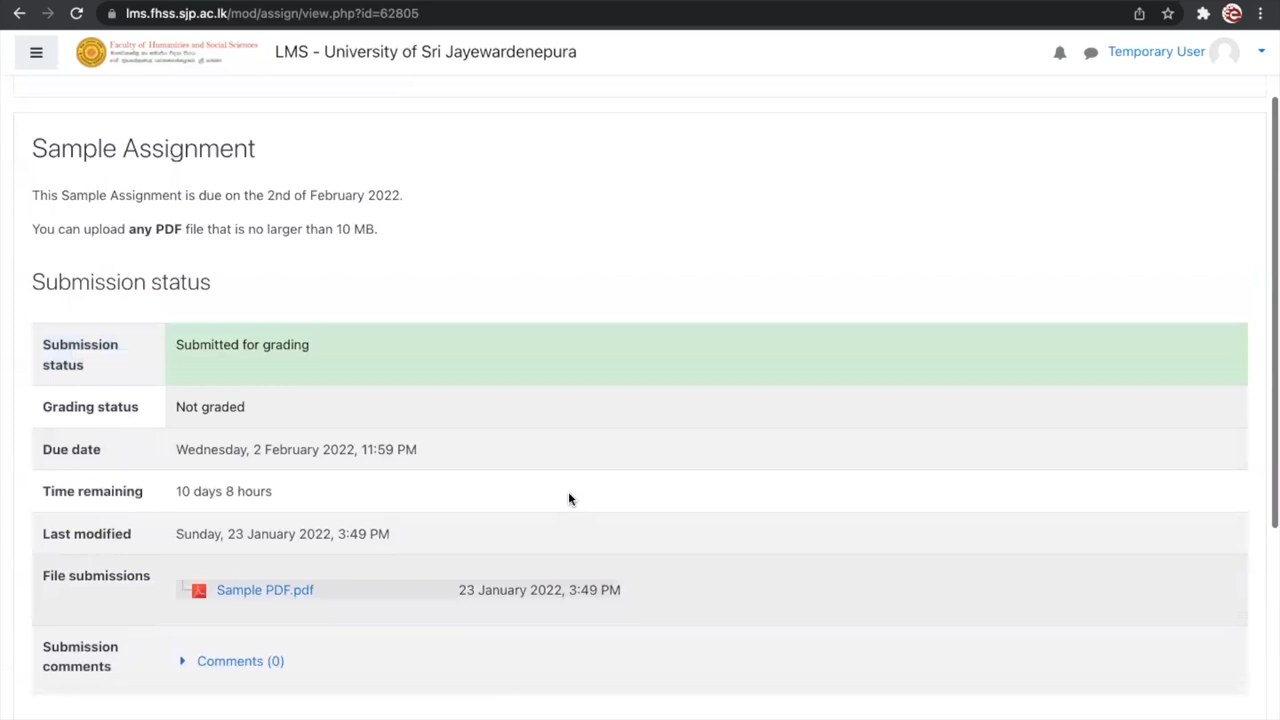 lms.fhss.sjp.ac.lk/mod/assign/view.php?id=62805
Faculty of Humanities and Social Sciences
LMS - University of Sri Jayewardenepura
Temporary User
Sample Assignment
This Sample Assignment is due on the 2nd of February 2022.
You can upload any PDF file that is no larger than 10 MB.
Submission status
Submission status
Submitted for grading
Grading status
Not graded
Due date
Wednesday, 2 February 2022, 11:59 PM
Time remaining
10 days 8 hours
Last modified
Sunday, 23 January 2022, 3:49 PM
File submissions
Sample PDF.pdf
23 January 2022, 3:49 PM
Submission comments
Comments (0)